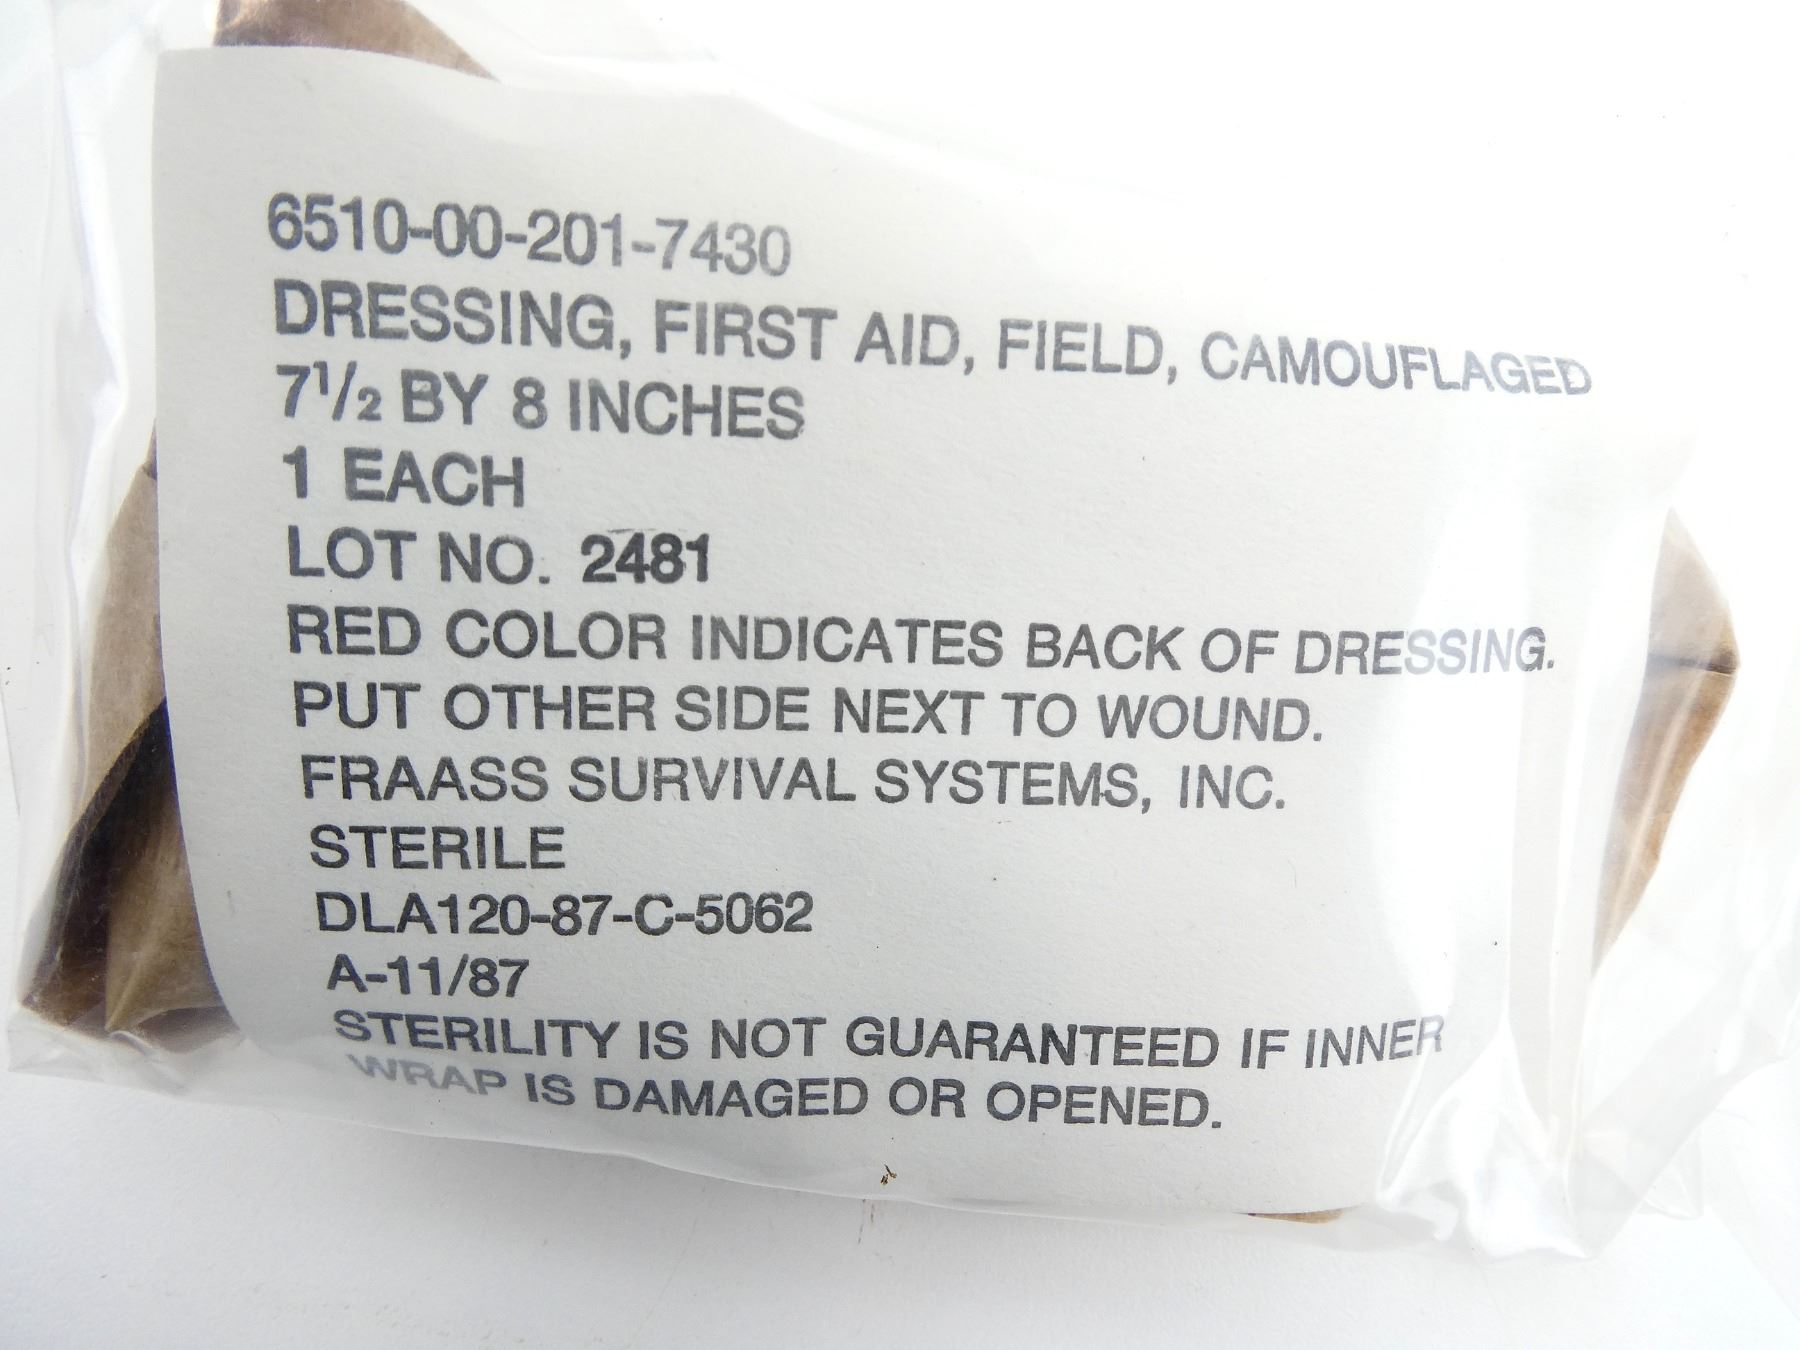 6510-00-201-7430
DRESSING, FIRST AID, FIELD, CAMOUFLAGED
7 1/2 BY 8 INCHES
1 EACH
LOT NO. 2481
RED COLOR INDICATES BACK OF DRESSING.
PUT OTHER SIDE NEXT TO WOUND.
FRAASS SURVIVAL SYSTEMS, INC.
STERILE
DLA120-87-C-5062
A-11/87
STERILITY IS NOT GUARANTEED IF INNER
WRAP IS DAMAGED OR OPENED.